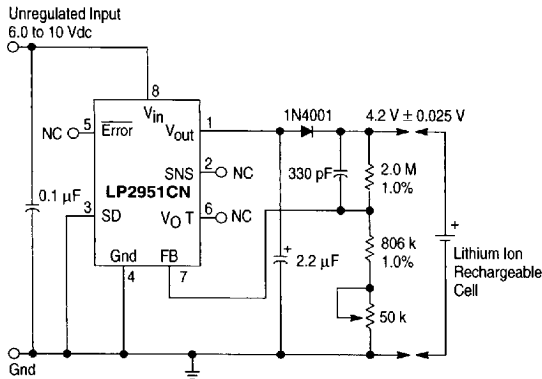 Unregulated Input
6.0 to 10 Vdc
8
Vin
NC 5 Error
Vout 1
1N4001
4.2 V ± 0.025 V
SNS 2 NC
330 pF
2.0 M
1.0%
LP2951CN
0.1 µF
3 SD
VO T 6 NC
806 k
1.0%
+
Lithium Ion
Rechargeable
Cell
Gnd FB
4 7
+
2.2 µF
50 k
Gnd